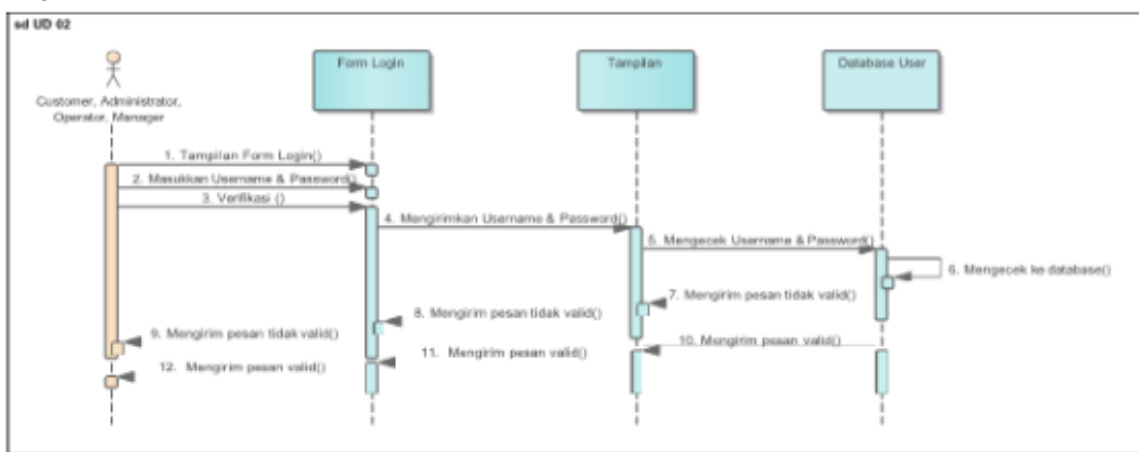 sd UD 02
Form Login
Tampilan
Database User
Customer, Administrator,
Operator, Manager
1. Tampilan Form Login()
2. Masukkan Username & Password()
3. Verifikasi ()
4. Mengirimkan Username & Password()
5. Mengecek Username & Password()
6. Mengecek ke database()
7. Mengirim pesan tidak valid()
8. Mengirim pesan tidak valid()
9. Mengirim pesan tidak valid()
10. Mengirim pesan valid()
11. Mengirim pesan valid()
12. Mengirim pesan valid()